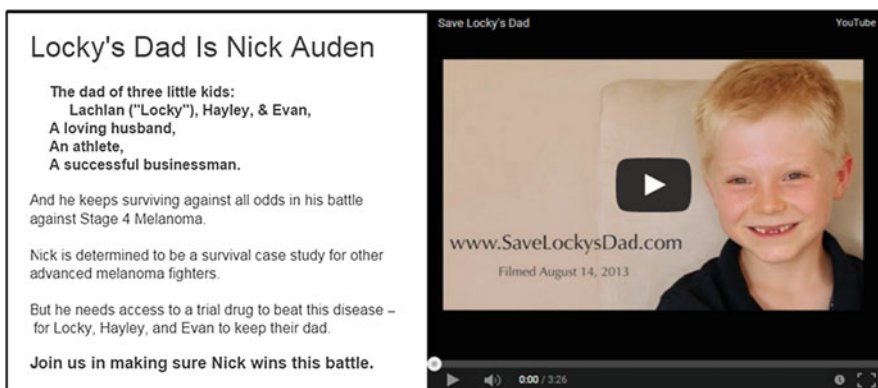 Locky's Dad Is Nick Auden
The dad of three little kids:
Lachlan ("Locky"), Hayley, & Evan,
A loving husband,
An athlete,
A successful businessman.
And he keeps surviving against all odds in his battle
against Stage 4 Melanoma.
Nick is determined to be a survival case study for other
advanced melanoma fighters.
But he needs access to a trial drug to beat this disease –
for Locky, Hayley, and Evan to keep their dad.
Join us in making sure Nick wins this battle.
Save Locky's Dad
YouTube
www.SaveLockysDad.com
Filmed August 14, 2013
0:00 / 3:26